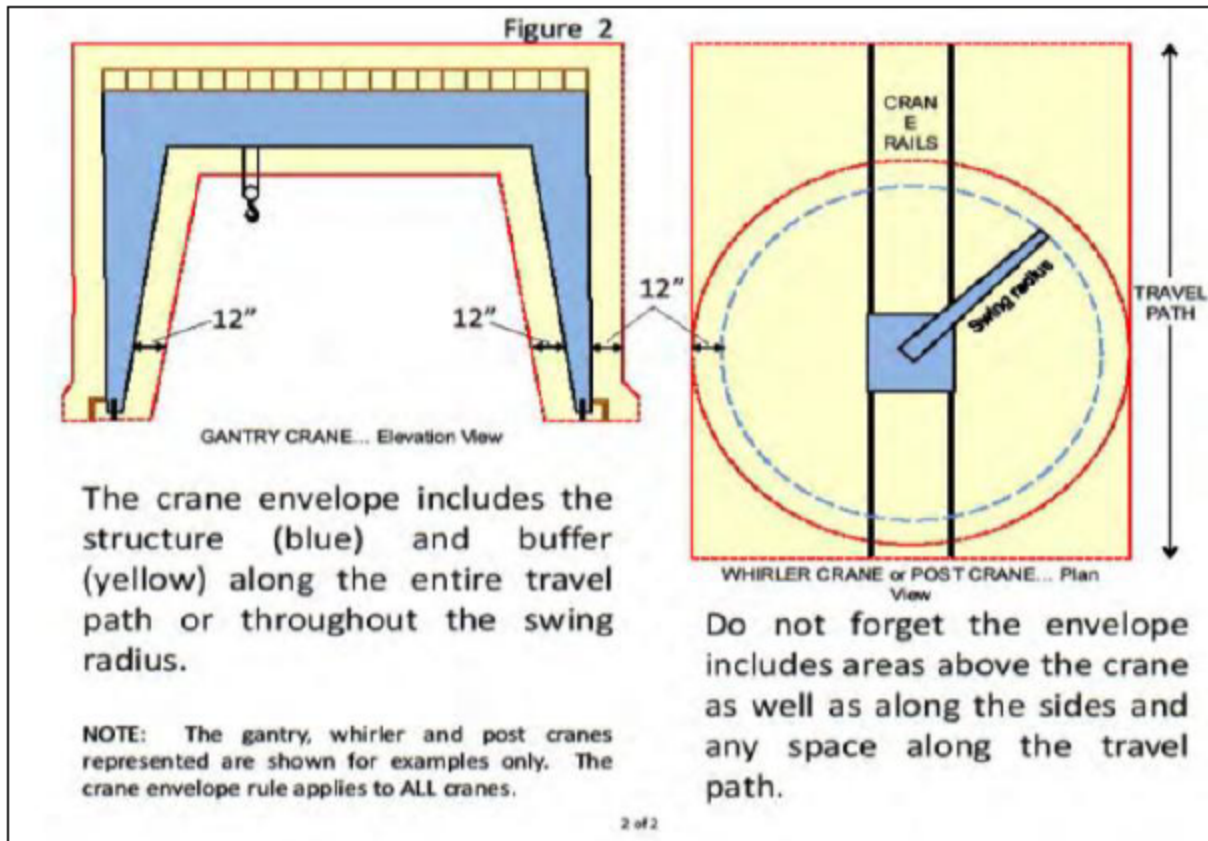 Figure 2
12”
12”
GANTRY CRANE... Elevation View
The crane envelope includes the
structure (blue) and buffer
(yellow) along the entire travel
path or throughout the swing
radius.
NOTE: The gantry, whirler and post cranes
represented are shown for examples only. The
crane envelope rule applies to ALL cranes.
12”
CRAN
E
RAILS
Swing radius
TRAVEL
PATH
WHIRLER CRANE or POST CRANE... Plan
View
Do not forget the envelope
includes areas above the crane
as well as along the sides and
any space along the travel
path.
2 of 2